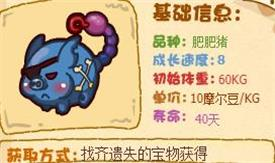 基础信息：
品种：肥肥猪
成长速度：8
初始体重：60KG
单价：10摩尔豆/KG
寿命：40天
获取方式：找齐遗失的宝物获得